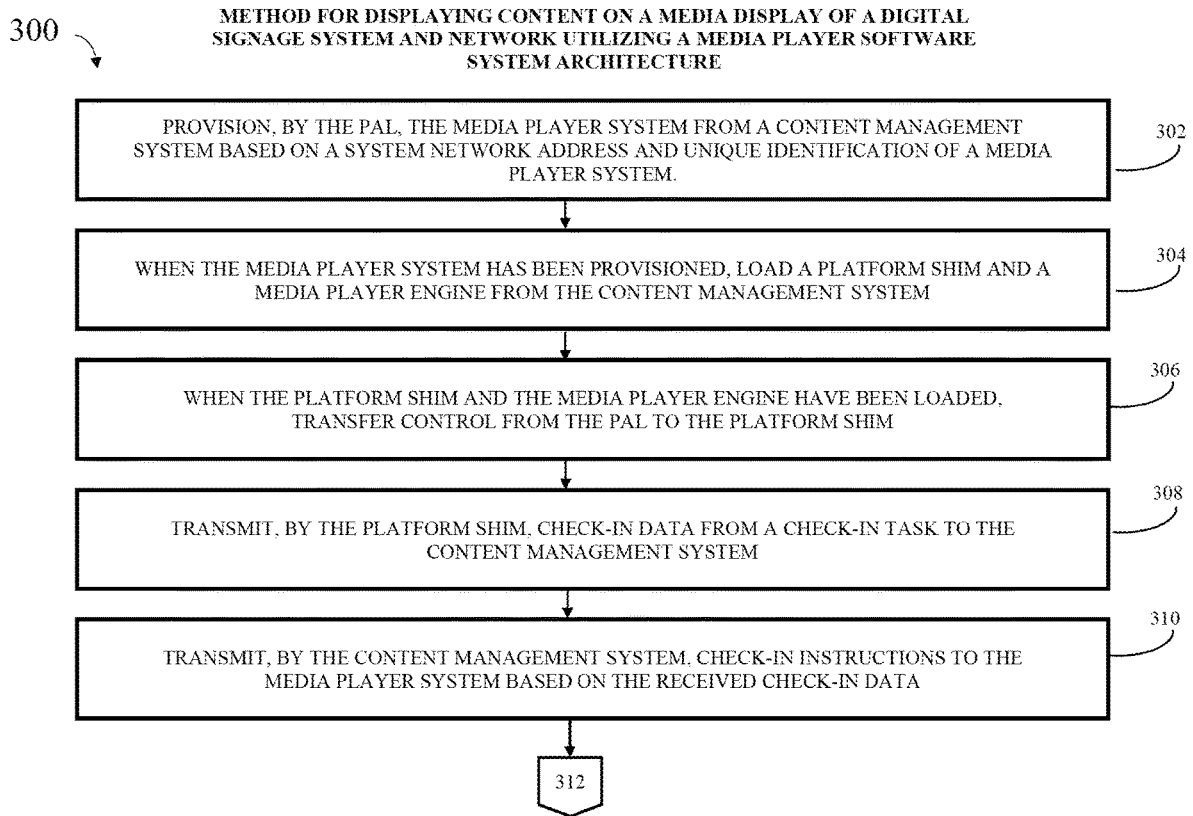 300
METHOD FOR DISPLAYING CONTENT ON A MEDIA DISPLAY OF A DIGITAL
SIGNAGE SYSTEM AND NETWORK UTILIZING A MEDIA PLAYER SOFTWARE
SYSTEM ARCHITECTURE
PROVISION, BY THE PAL, THE MEDIA PLAYER SYSTEM FROM A CONTENT MANAGEMENT
SYSTEM BASED ON A SYSTEM NETWORK ADDRESS AND UNIQUE IDENTIFICATION OF A MEDIA
PLAYER SYSTEM.
302
WHEN THE MEDIA PLAYER SYSTEM HAS BEEN PROVISIONED, LOAD A PLATFORM SHIM AND A
MEDIA PLAYER ENGINE FROM THE CONTENT MANAGEMENT SYSTEM
304
WHEN THE PLATFORM SHIM AND THE MEDIA PLAYER ENGINE HAVE BEEN LOADED,
TRANSFER CONTROL FROM THE PAL TO THE PLATFORM SHIM
306
TRANSMIT, BY THE PLATFORM SHIM, CHECK-IN DATA FROM A CHECK-IN TASK TO THE
CONTENT MANAGEMENT SYSTEM
308
TRANSMIT, BY THE CONTENT MANAGEMENT SYSTEM, CHECK-IN INSTRUCTIONS TO THE
MEDIA PLAYER SYSTEM BASED ON THE RECEIVED CHECK-IN DATA
310
312